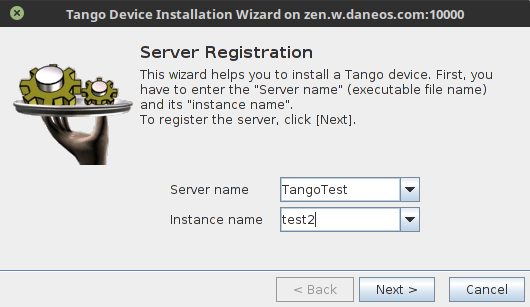 Tango Device Installation Wizard on zen.w.daneos.com:10000
Server Registration
This wizard helps you to install a Tango device. First, you
have to enter the "Server name" (executable file name)
and its "instance name".
To register the server, click [Next].
Server name TangoTest
Instance name test2
< Back Next > Cancel